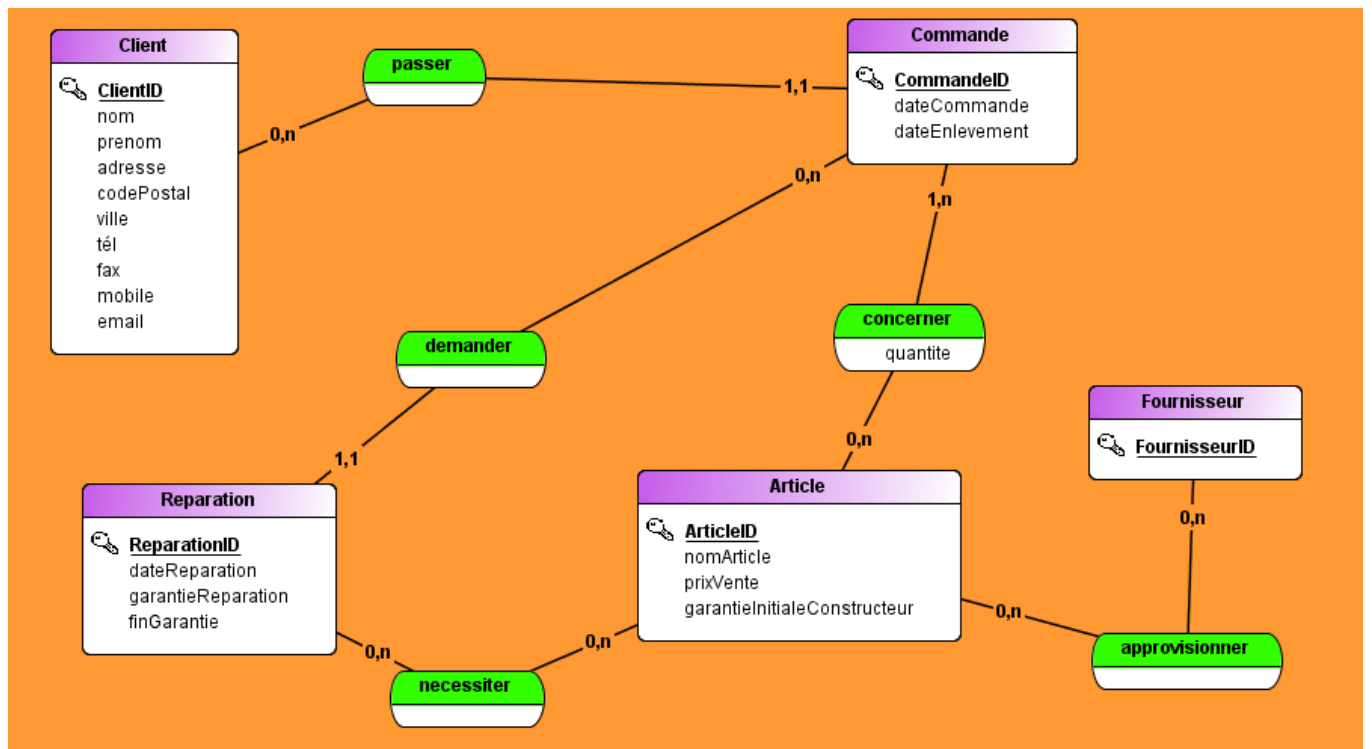 Client
ClientID
nom
prenom
adresse
codePostal
ville
tél
fax
mobile
email
passer
0,n
1,1
Commande
CommandeID
dateCommande
dateEnlevement
0,n
1,n
demander
1,1
concerner
quantite
0,n
Fournisseur
FournisseurID
0,n
Reparation
ReparationID
dateReparation
garantieReparation
finGarantie
0,n
Article
ArticleID
nomArticle
prixVente
garantieInitialeConstructeur
0,n
0,n
necessiter
approvisionner